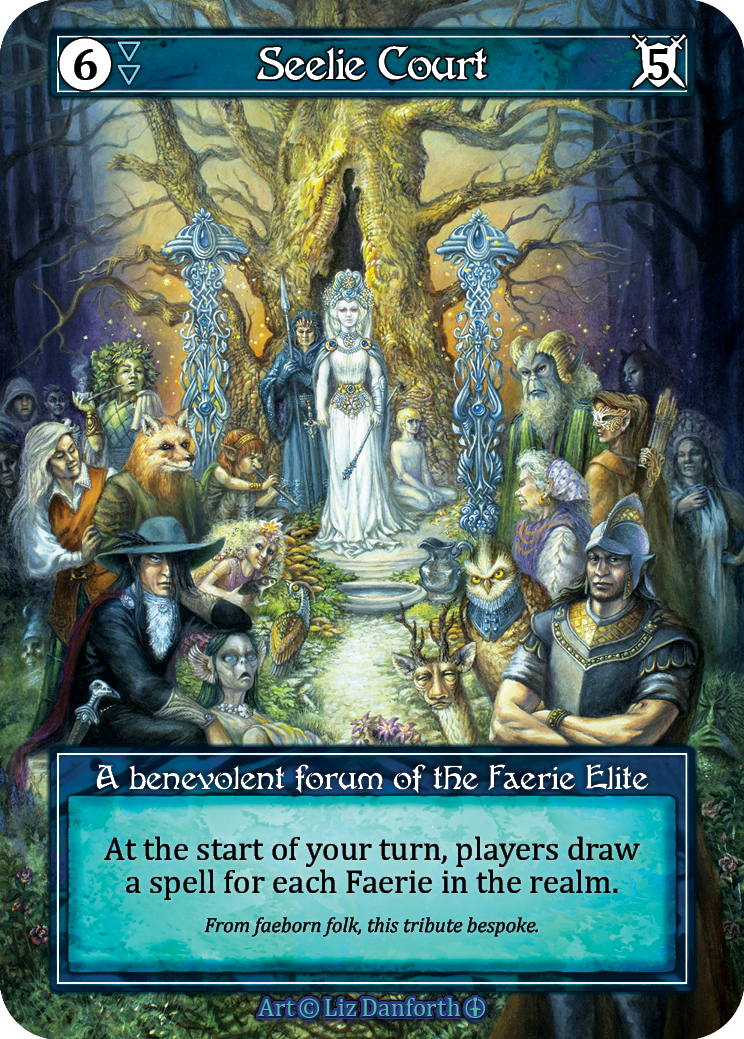 6
Seelie Court
5
A benevolent forum of the Faerie Elite
At the start of your turn, players draw
a spell for each Faerie in the realm.
From faeborn folk, this tribute bespoke.
Art © Liz Danforth